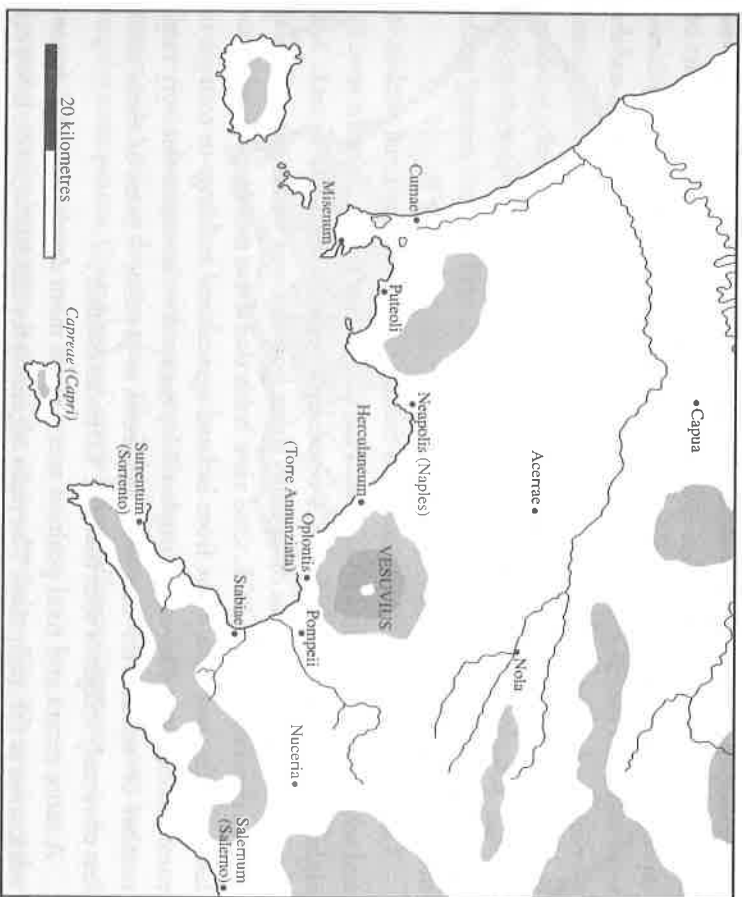 Capua
Acerrae
Nola
Cumae
Misenum
Puteoli
Neapolis (Naples)
Herculaneum
VESUVIUS
Oplontis
(Torre Annunziata)
Pompeii
Nuceria
Stabiae
Surrentum
(Sorrento)
Salernum
(Salerno)
Capreae (Capri)
20 kilometres